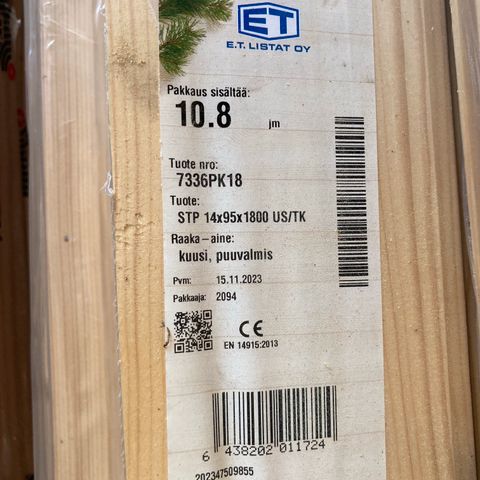 ET
E.T. LISTAT OY
Pakkaus sisältää:
10.8 jm
Tuote nro:
7336PK18
Tuote:
STP 14x95x1800 US/TK
Raaka-aine:
kuusi, puuvalmis
Pvm: 15.11.2023
Pakkaaja: 2094
CE
EN 14915:2013
6 438202 011724
202347509855